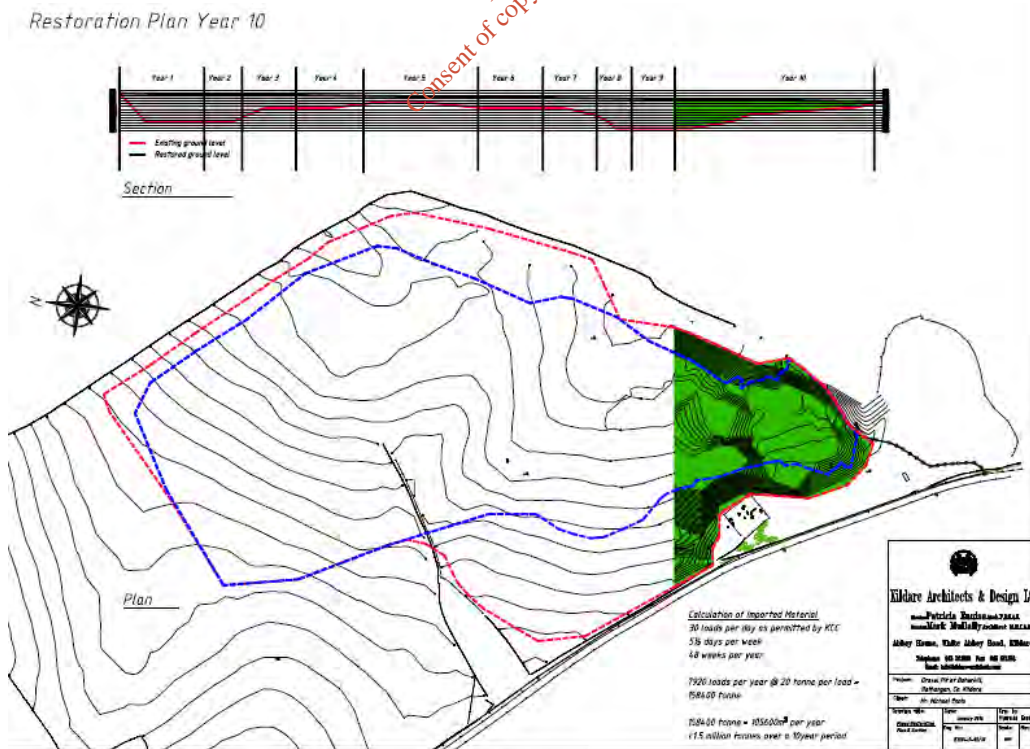 Restoration Plan Year 10
Consent of copy
Year 1 Year 2 Year 3 Year 4 Year 5 Year 6 Year 7 Year 8 Year 9 Year 10
Existing ground level
Restored ground level
Section
N
Plan
Calculation of Imported Material
30 loads per day as permitted by KCC
5½ days per week
48 weeks per year
7920 loads per year @ 20 tonne per load =
158400 tonne
158400 tonne = 105600m³ per year
(1.5 million tonnes over a 10year period
Kildare Architects & Design
Patricia
Mark
Abbey House, White Abbey Road, Kildare
Gravel Pit at
Co. Kildare
Mr Michael